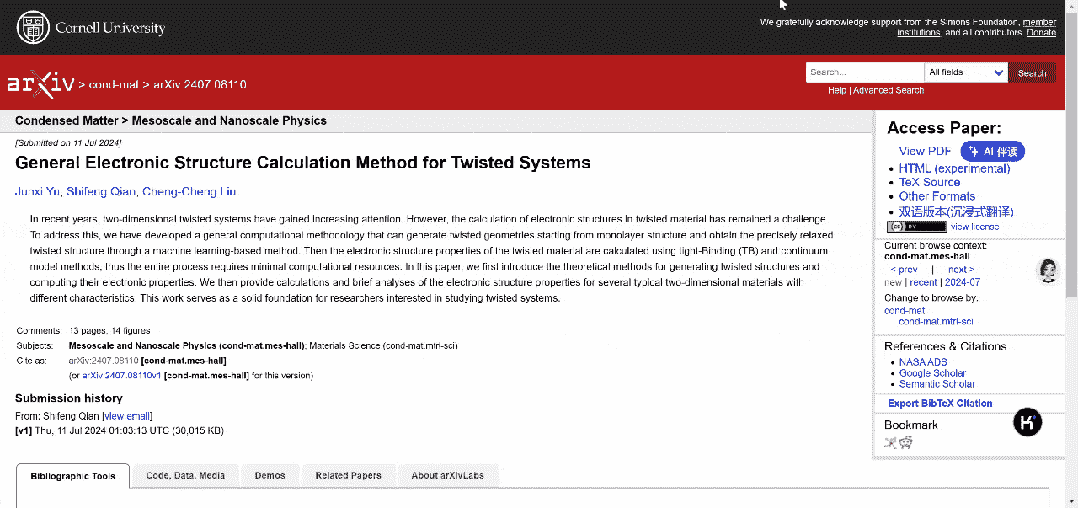 Cornell University
We gratefully acknowledge support from the Simons Foundation, member
institutions, and all contributors. Donate
arXiv > cond-mat > arXiv:2407.08110
Search...
All fields
Search
Help | Advanced Search
Condensed Matter > Mesoscale and Nanoscale Physics
[Submitted on 11 Jul 2024]
General Electronic Structure Calculation Method for Twisted Systems
Junxi Yu, Shifeng Qian, Cheng-Cheng Liu
In recent years, two-dimensional twisted systems have gained increasing attention. However, the calculation of electronic structures in twisted material has remained a challenge.
To address this, we have developed a general computational methodology that can generate twisted geometries starting from monolayer structure and obtain the precisely relaxed
twisted structure through a machine learning-based method. Then the electronic structure properties of the twisted material are calculated using tight-Binding (TB) and continuum
model methods, thus the entire process requires minimal computational resources. In this paper, we first introduce the theoretical methods for generating twisted structures and
computing their electronic properties. We then provide calculations and brief analyses of the electronic structure properties for several typical two-dimensional materials with
different characteristics. This work serves as a solid foundation for researchers interested in studying twisted systems.
Comments: 13 pages, 14 figures
Subjects: Mesoscale and Nanoscale Physics (cond-mat.mes-hall); Materials Science (cond-mat.mtrl-sci)
Cite as: arXiv:2407.08110 [cond-mat.mes-hall]
(or arXiv:2407.08110v1 [cond-mat.mes-hall] for this version)
Submission history
From: Shifeng Qian [view email]
[v1] Thu, 11 Jul 2024 01:03:13 UTC (30,015 KB)
Bibliographic Tools
Code, Data, Media
Demos
Related Papers
About arXivLabs
Access Paper:
View PDF AI 伴读
HTML (experimental)
TeX Source
Other Formats
双语版本(沉浸式翻译)
view license
Current browse context:
cond-mat.mes-hall
< prev | next >
new | recent | 2024-07
Change to browse by:
cond-mat
cond-mat.mtrl-sci
References & Citations
NASA ADS
Google Scholar
Semantic Scholar
Export BibTeX Citation
Bookmark